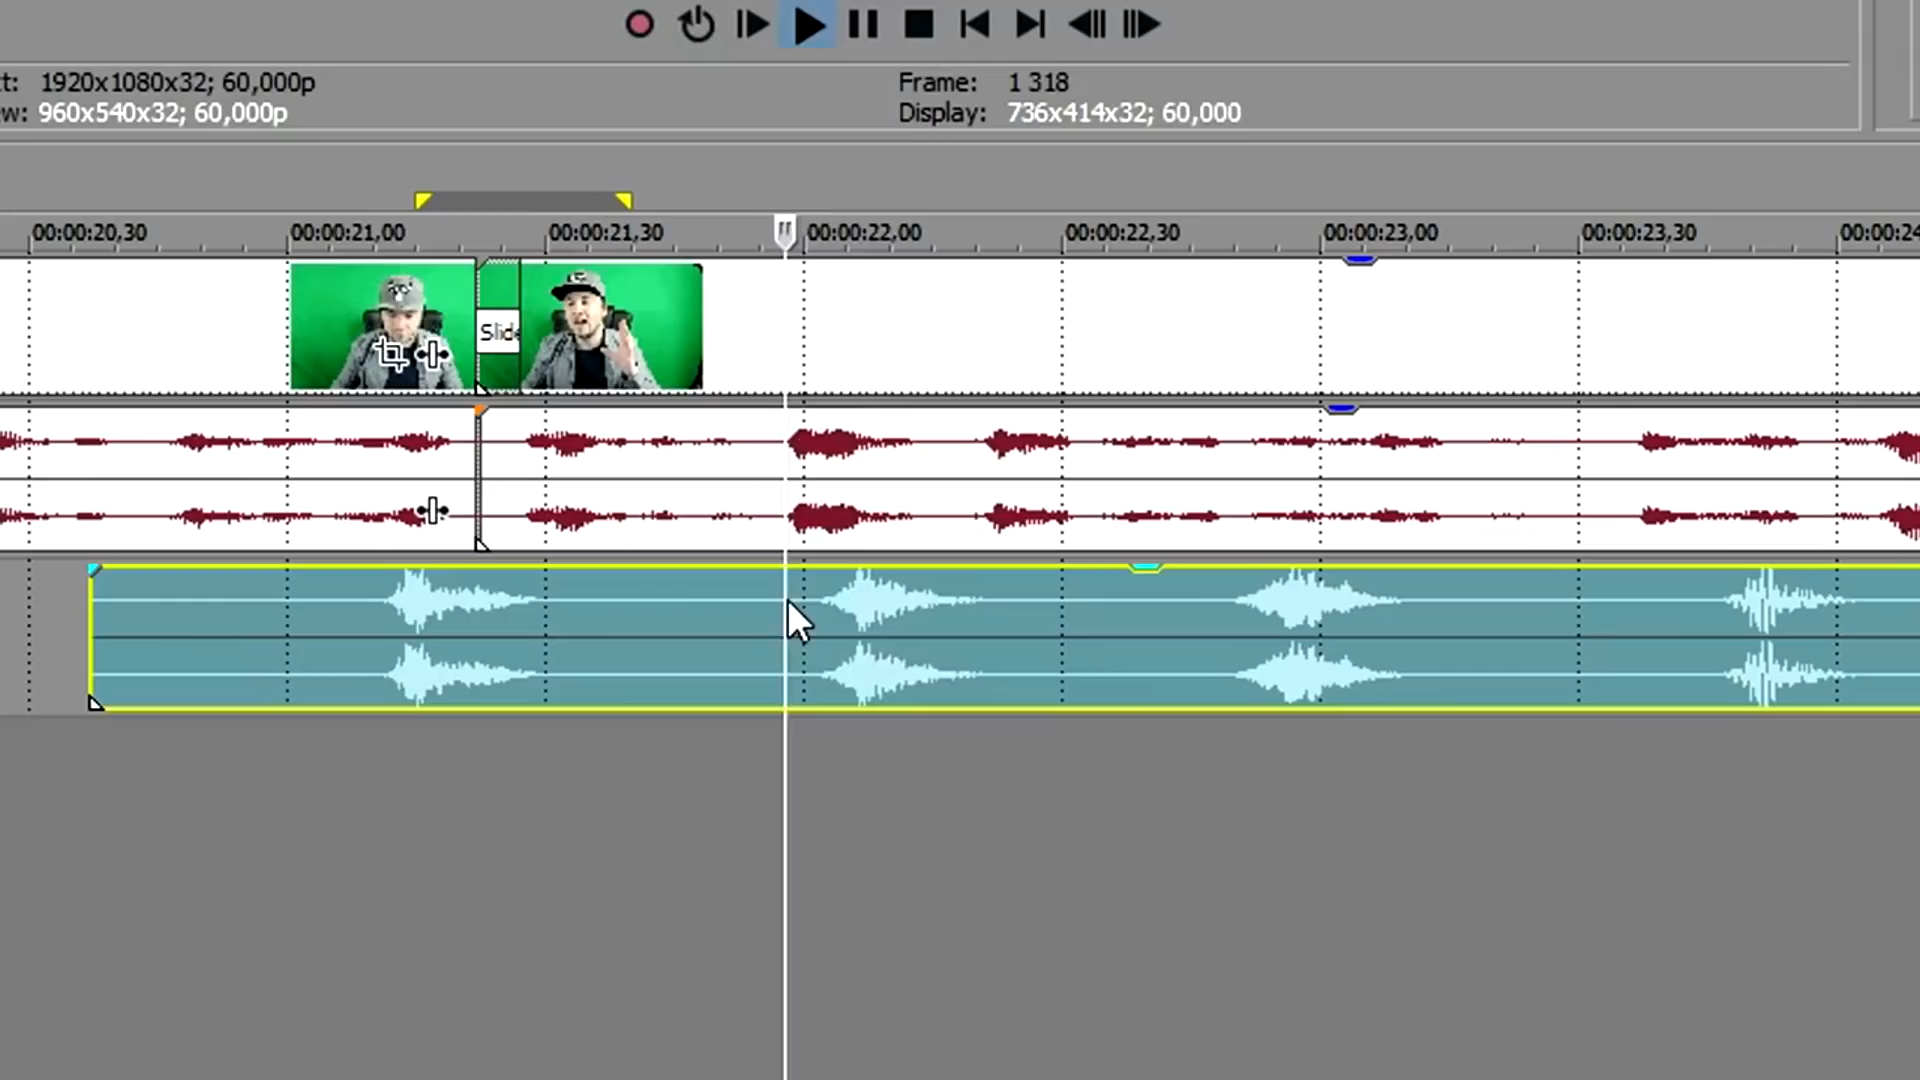 t: 1920x1080x32; 60,000p
w: 960x540x32; 60,000p
Frame: 1 318
Display: 736x414x32; 60,000
00:00:20,30 00:00:21,00 00:00:21,30 00:00:22,00 00:00:22,30 00:00:23,00 00:00:23,30 00:00:24
Slide